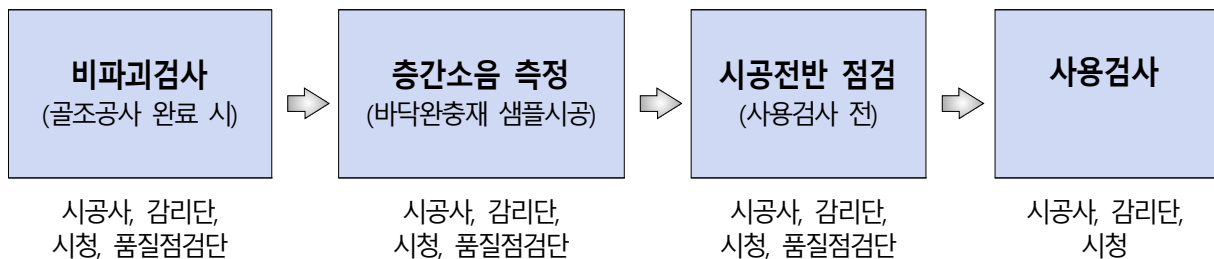 비파괴검사
(골조공사 완료 시)
층간소음 측정
(바닥완충재 샘플시공)
시공전반 점검
(사용검사 전)
사용검사
시공사, 감리단,
시청, 품질점검단
시공사, 감리단,
시청, 품질점검단
시공사, 감리단,
시청, 품질점검단
시공사, 감리단,
시청